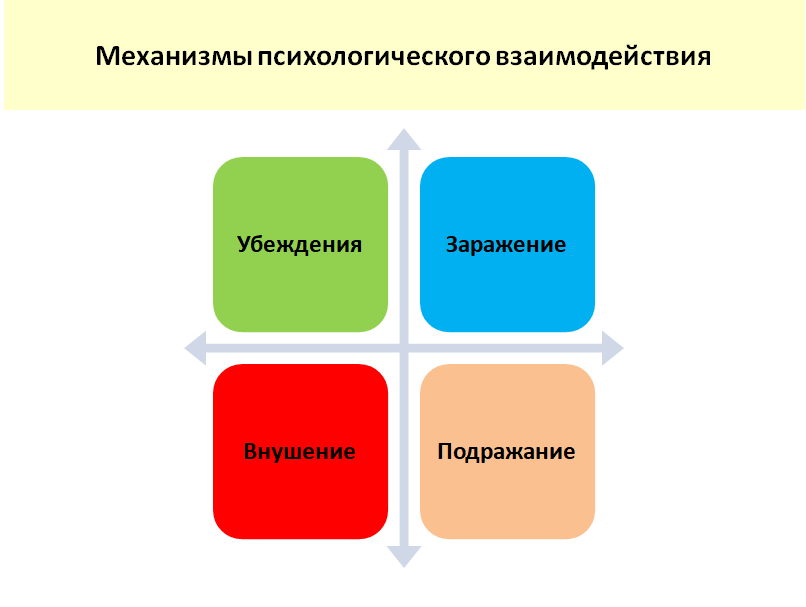 Механизмы психологического взаимодействия
Убеждения
Заражение
Внушение
Подражание